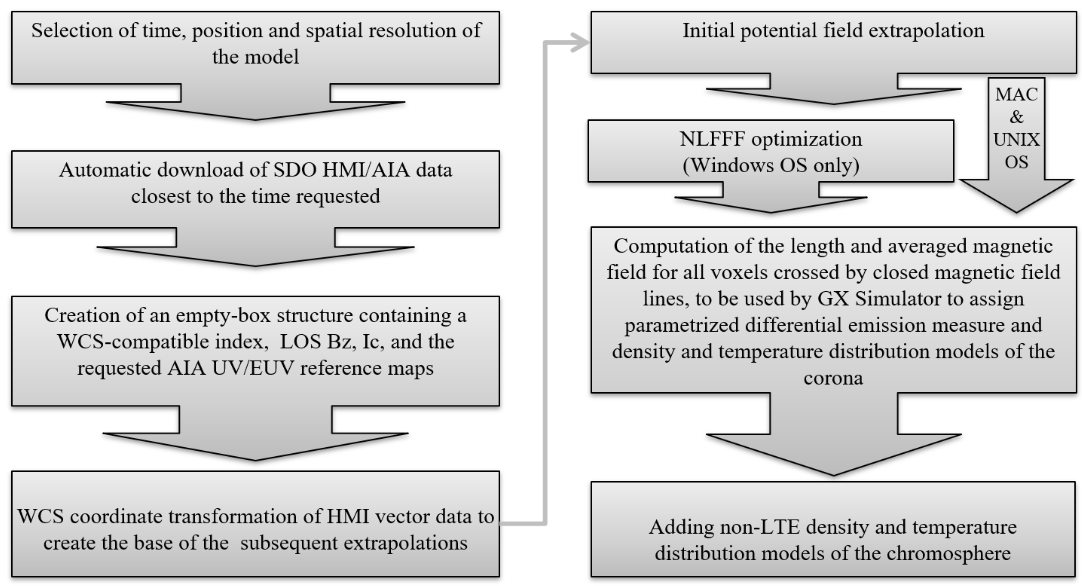 Selection of time, position and spatial resolution of
the model
Automatic download of SDO HMI/AIA data
closest to the time requested
Creation of an empty-box structure containing a
WCS-compatible index,  LOS Bz, Ic, and the
requested AIA UV/EUV reference maps
WCS coordinate transformation of HMI vector data to
create the base of the  subsequent extrapolations
Initial potential field extrapolation
MAC
&
UNIX
OS
NLFFF optimization
(Windows OS only)
Computation of the length and averaged magnetic
field for all voxels crossed by closed magnetic field
lines, to be used by GX Simulator to assign
parametrized differential emission measure and
density and temperature distribution models of the
corona
Adding non-LTE density and temperature
distribution models of the chromosphere